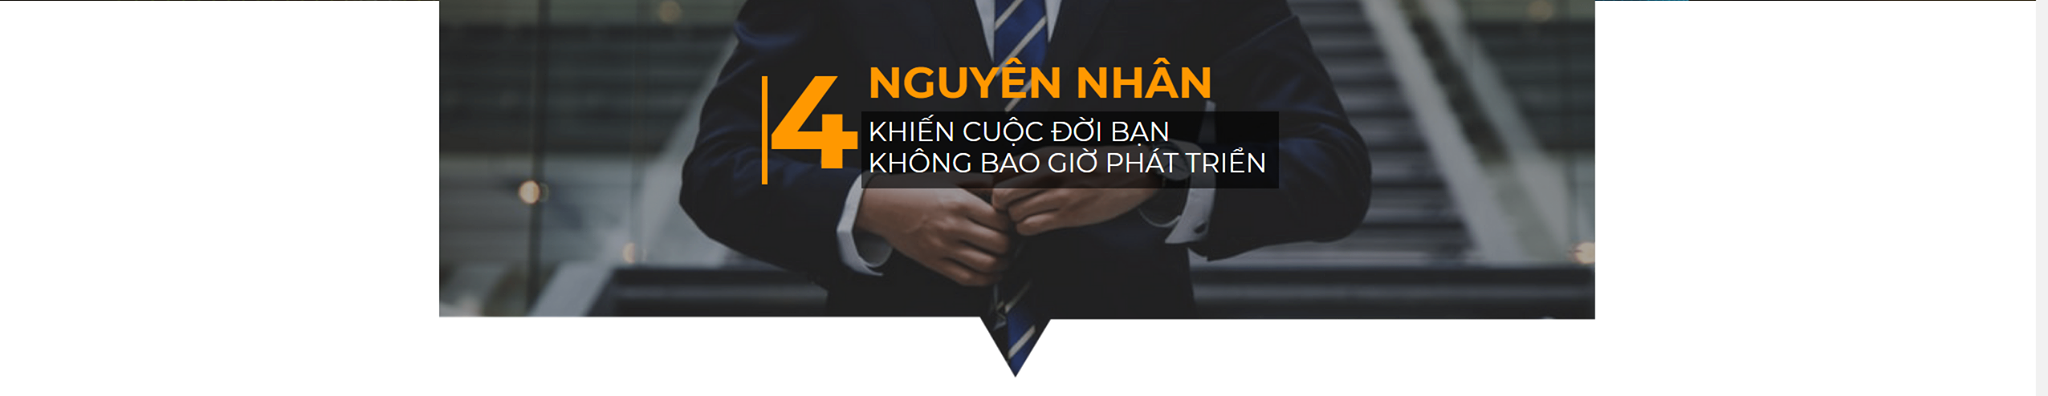 4
NGUYÊN NHÂN
KHIẾN CUỘC ĐỜI BẠN
KHÔNG BAO GIỜ PHÁT TRIỂN